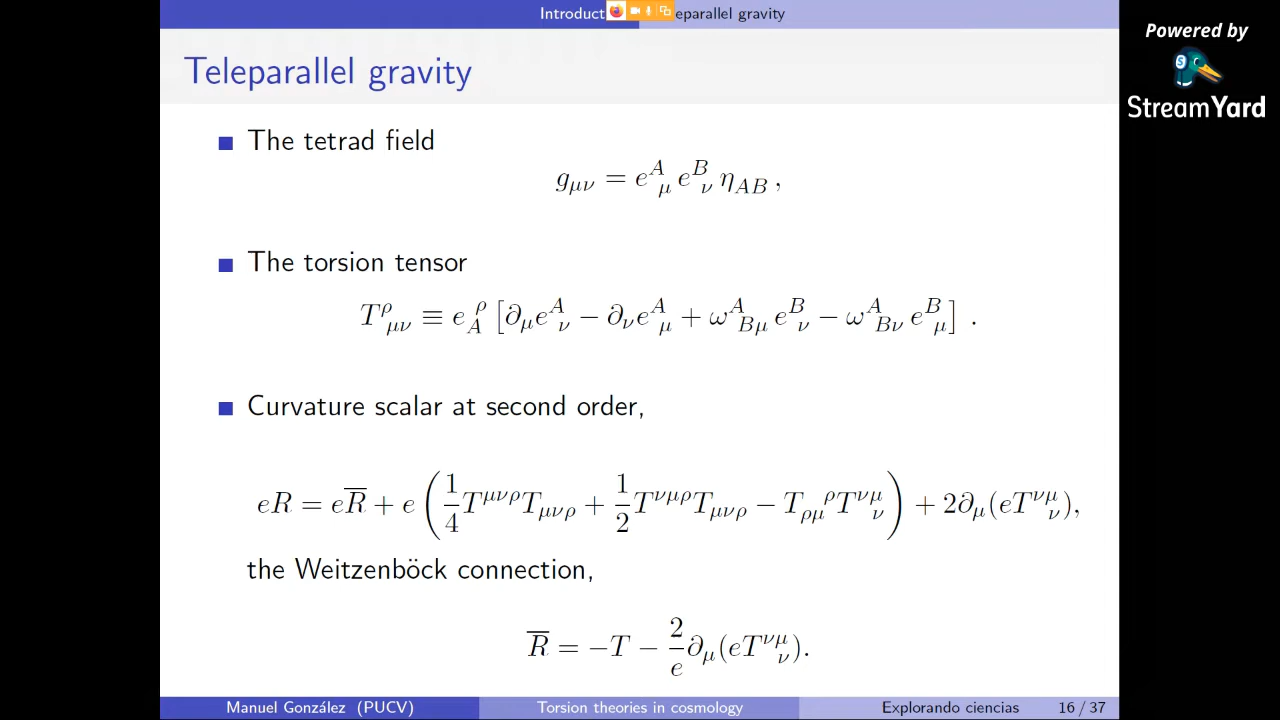 Introduct eparallel gravity
Powered by
StreamYard
Teleparallel gravity
The tetrad field
g_{μν} = e^A_μ e^B_ν η_{AB} ,
The torsion tensor
T^ρ_{μν} ≡ e_A^ρ [∂_μ e^A_ν − ∂_ν e^A_μ + ω^A_{Bμ} e^B_ν − ω^A_{Bν} e^B_μ] .
Curvature scalar at second order,
eR = eR̅ + e (1/4 T^{μνρ} T_{μνρ} + 1/2 T^{νμρ} T_{μνρ} − T_{ρμ}^ρ T^{νμ}_ν) + 2∂_μ(eT^{νμ}_ν),
the Weitzenböck connection,
R̅ = −T − 2/e ∂_μ(eT^{νμ}_ν).
Manuel González (PUCV) Torsion theories in cosmology Explorando ciencias 16 / 37